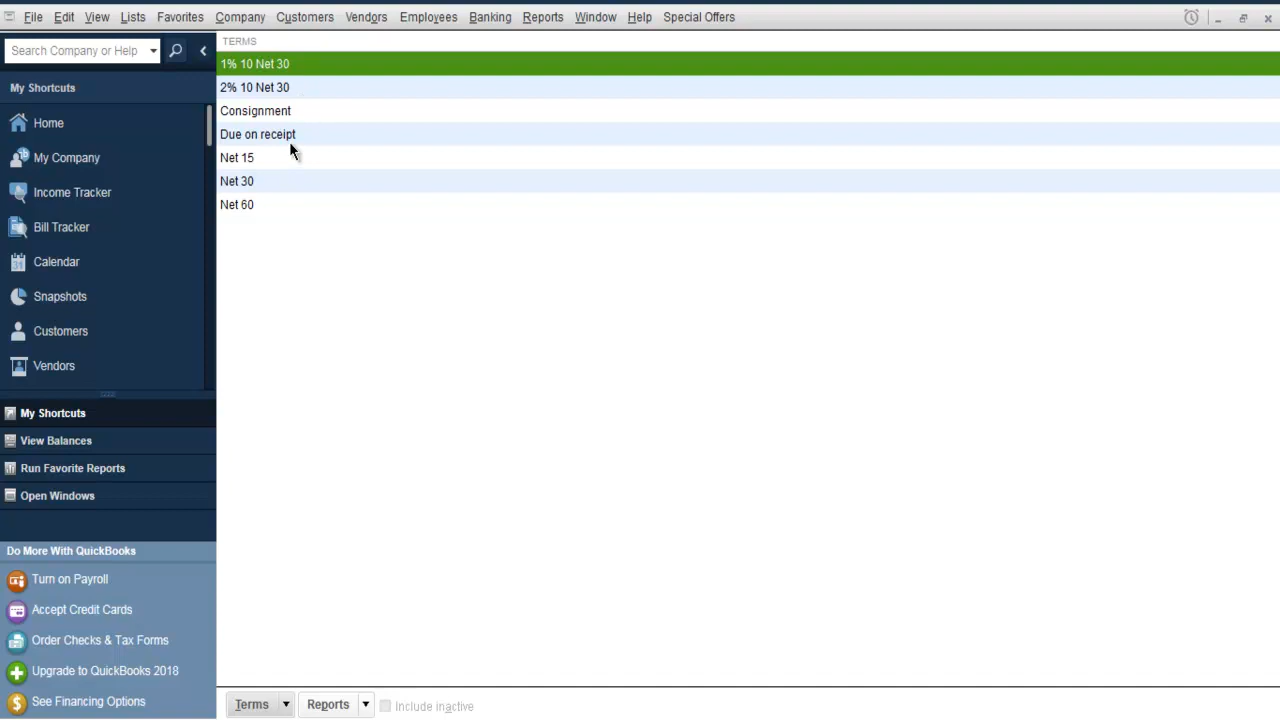 File Edit View Lists Favorites Company Customers Vendors Employees Banking Reports Window Help Special Offers
Search Company or Help
My Shortcuts
Home
My Company
Income Tracker
Bill Tracker
Calendar
Snapshots
Customers
Vendors
My Shortcuts
View Balances
Run Favorite Reports
Open Windows
Do More With QuickBooks
Turn on Payroll
Accept Credit Cards
Order Checks & Tax Forms
Upgrade to QuickBooks 2018
See Financing Options
TERMS
1% 10 Net 30
2% 10 Net 30
Consignment
Due on receipt
Net 15
Net 30
Net 60
Terms Reports Include inactive